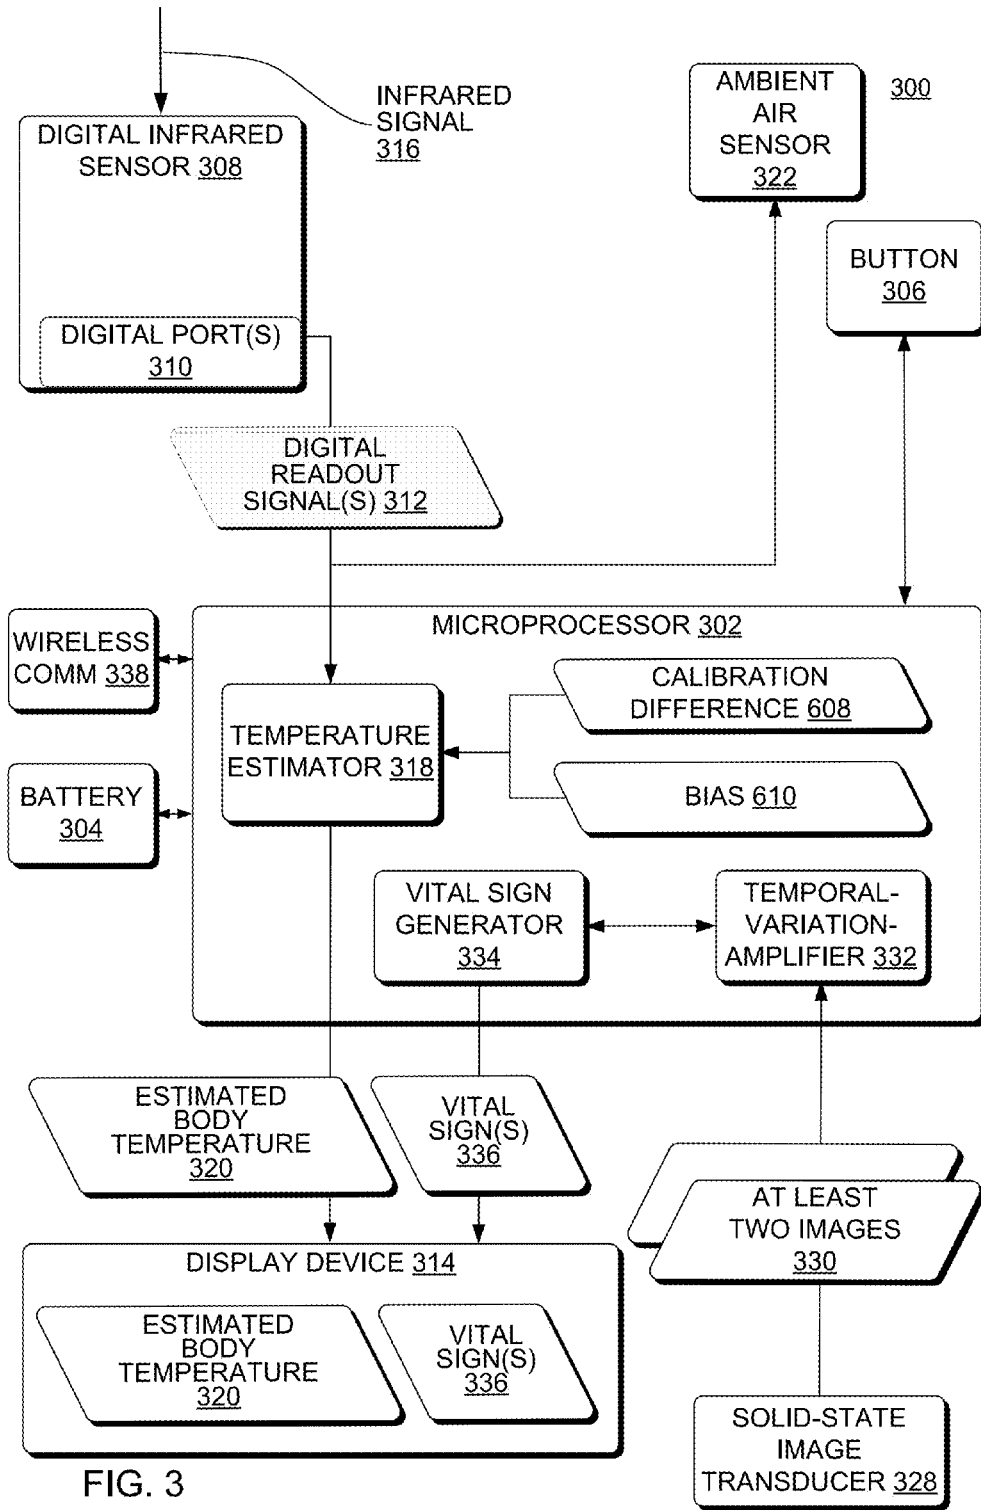 INFRARED
SIGNAL
316
AMBIENT
AIR
SENSOR
322
300
DIGITAL INFRARED
SENSOR 308
BUTTON
306
DIGITAL PORT(S)
310
DIGITAL
READOUT
SIGNAL(S) 312
MICROPROCESSOR 302
WIRELESS
COMM 338
CALIBRATION
DIFFERENCE 608
TEMPERATURE
ESTIMATOR 318
BATTERY
304
BIAS 610
VITAL SIGN
GENERATOR
334
TEMPORAL-
VARIATION-
AMPLIFIER 332
ESTIMATED
BODY
TEMPERATURE
320
VITAL
SIGN(S)
336
AT LEAST
TWO IMAGES
330
DISPLAY DEVICE 314
ESTIMATED
BODY
TEMPERATURE
320
VITAL
SIGN(S)
336
SOLID-STATE
IMAGE
TRANSDUCER 328
FIG. 3